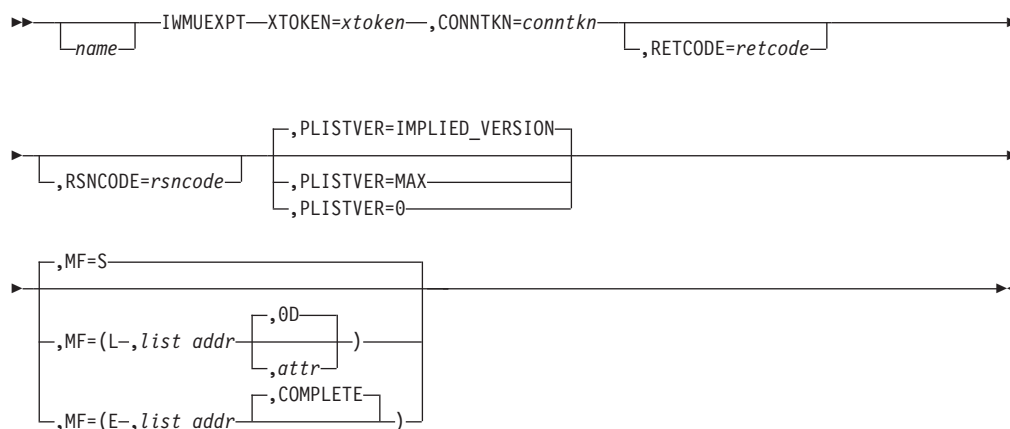 IWMUEXPT XTOKEN=xtoken ,CONNTKN=conntkn
name ,RETCODE=retcode
,PLISTVER=IMPLIED_VERSION
,RSNCODE=rsncode ,PLISTVER=MAX
,PLISTVER=0
,MF=S
,0D
,MF=(L ,list addr )
,attr
,COMPLETE
,MF=(E ,list addr )